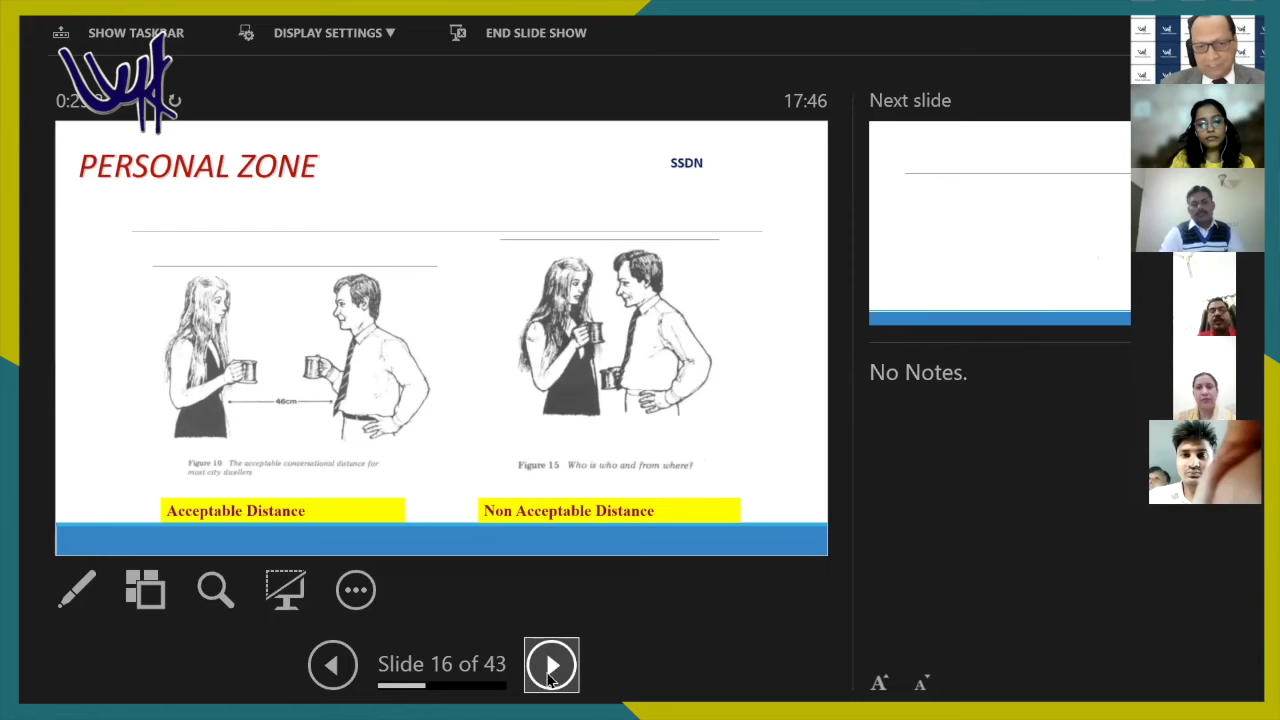 SHOW TASKBAR
DISPLAY SETTINGS ▼
END SLIDE SHOW
17:46
Next slide
PERSONAL ZONE
SSDN
46cm
Figure 10 The acceptable conversational distance for
most city dwellers
Figure 15 Who is who and from where?
Acceptable Distance
Non Acceptable Distance
No Notes.
Slide 16 of 43
A
A